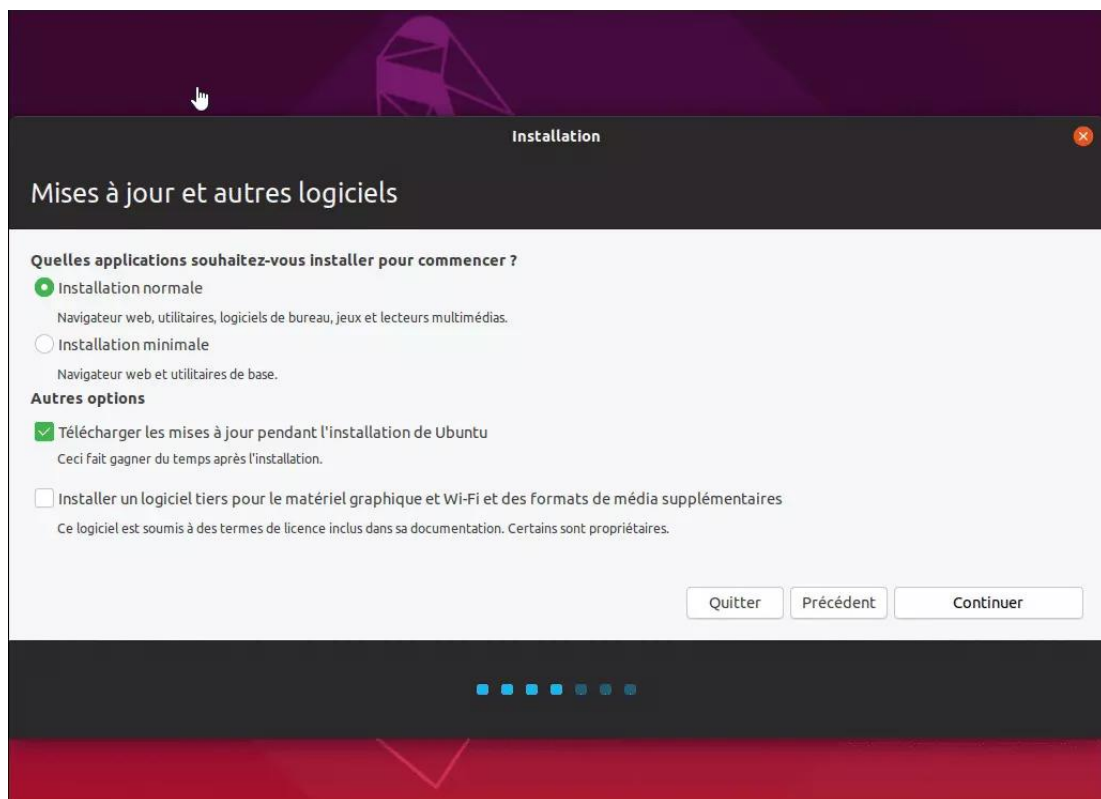 Installation
Mises à jour et autres logiciels
Quelles applications souhaitez-vous installer pour commencer ?
Installation normale
Navigateur web, utilitaires, logiciels de bureau, jeux et lecteurs multimédias.
Installation minimale
Navigateur web et utilitaires de base.
Autres options
Télécharger les mises à jour pendant l'installation de Ubuntu
Ceci fait gagner du temps après l'installation.
Installer un logiciel tiers pour le matériel graphique et Wi-Fi et des formats de média supplémentaires
Ce logiciel est soumis à des termes de licence inclus dans sa documentation. Certains sont propriétaires.
Quitter
Précédent
Continuer